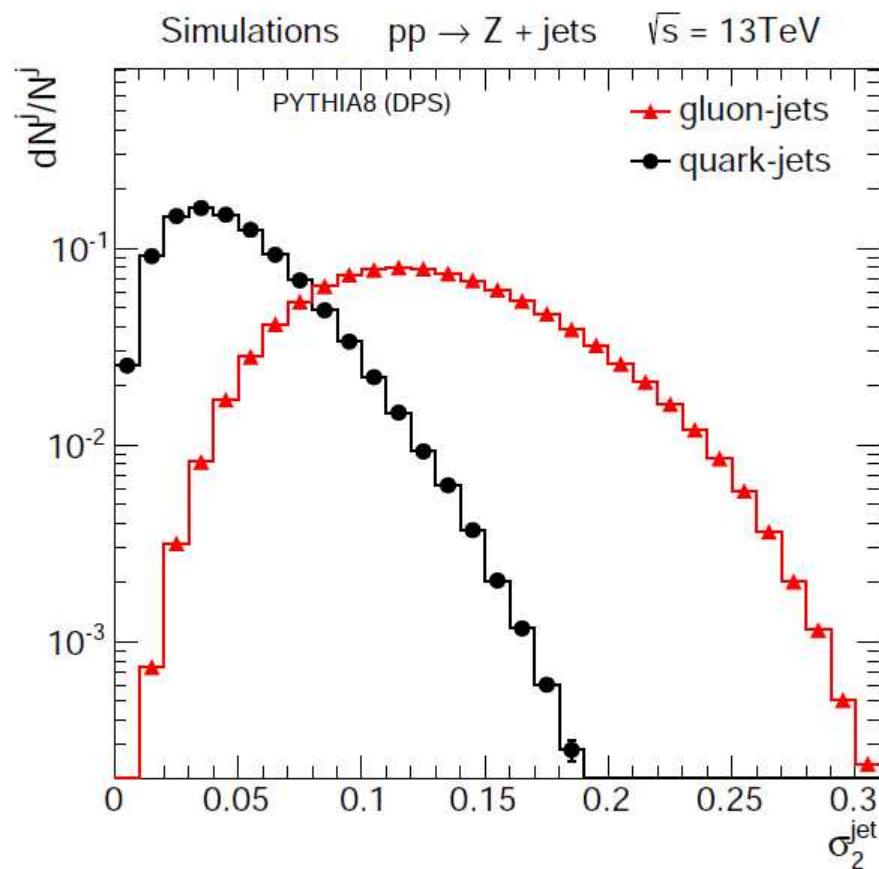 Simulations pp → Z + jets √s = 13TeV
PYTHIA8 (DPS)
gluon-jets
quark-jets
dN^j/N^j
10^-1
10^-2
10^-3
0 0.05 0.1 0.15 0.2 0.25 0.3
σ_2^jet